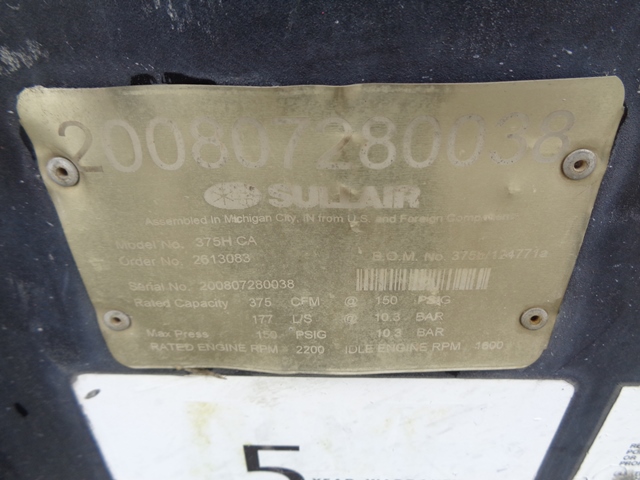 200807280038
SULLAIR
Assembled in Michigan City, IN from U.S. and Foreign Components
Model No. 375H CA
Order No. 2613083 B.O.M. No.
Serial No. 200807280038
Rated Capacity 375 CFM @ 150 PSIG
177 L/S @ 10.3 BAR
Max Press 150 PSIG 10.3 BAR
RATED ENGINE RPM 2200 IDLE ENGINE RPM 1600
5